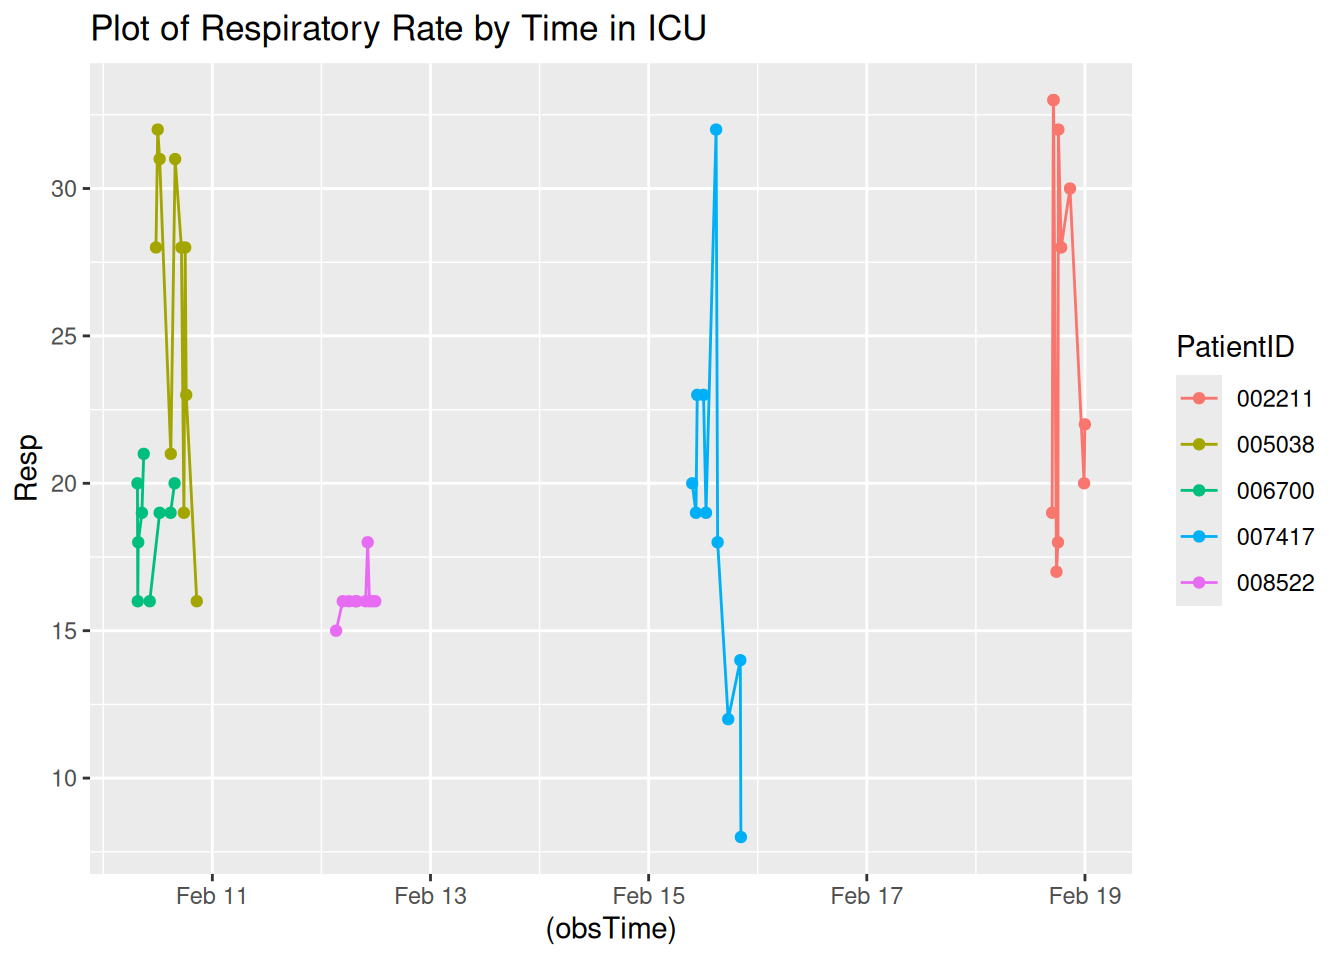 Plot of Respiratory Rate by Time in ICU
Resp
30
25
20
15
10
Feb 11
Feb 13
Feb 15
Feb 17
Feb 19
(obsTime)
PatientID
002211
005038
006700
007417
008522